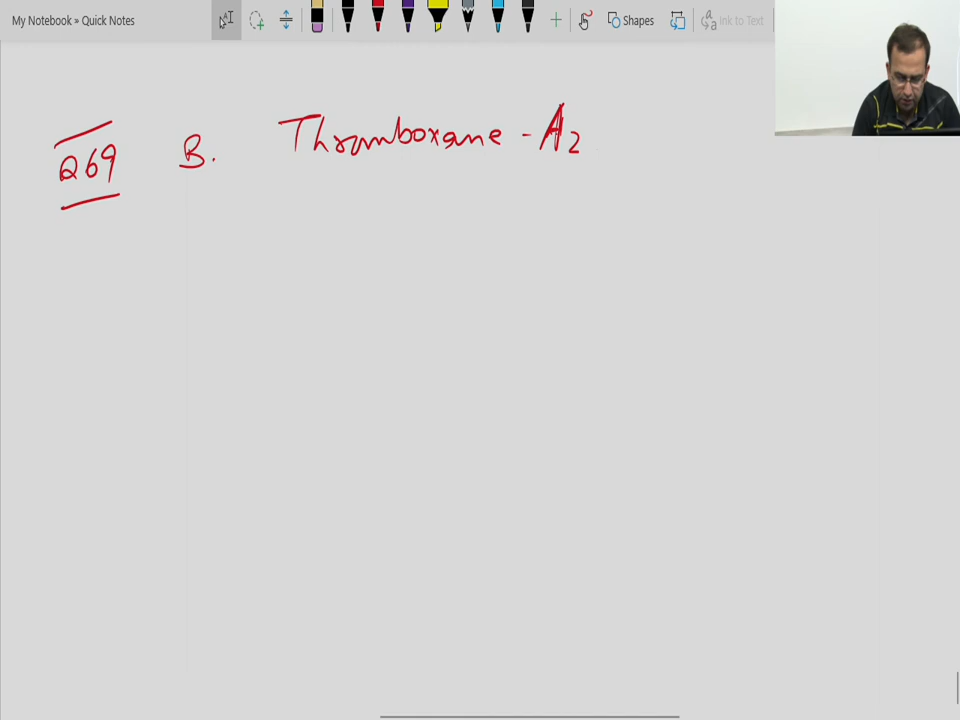 My Notebook » Quick Notes
Shapes
Ink to Text
Q69 B. Thromboxane - A2